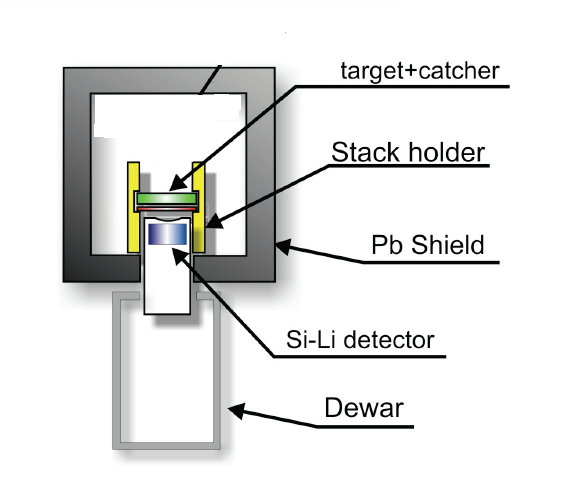 target+catcher
Stack holder
Pb Shield
Si-Li detector
Dewar